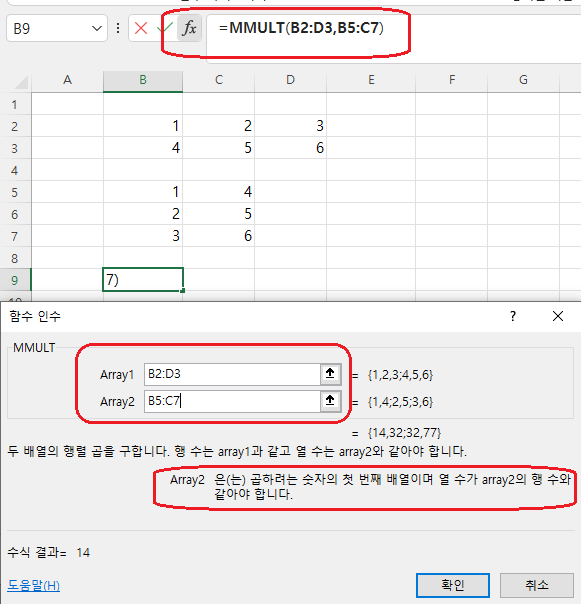 B9 fx =MMULT(B2:D3,B5:C7)
A B C D E F G
1
2 1 2 3
3 4 5 6
4
5 1 4
6 2 5
7 3 6
8
9 7)
함수 인수 ?
MMULT
Array1 B2:D3 = {1,2,3;4,5,6}
Array2 B5:C7 = {1,4;2,5;3,6}
= {14,32;32,77}
두 배열의 행렬 곱을 구합니다. 행 수는 array1과 같고 열 수는 array2와 같아야 합니다.
Array2 은(는) 곱하려는 숫자의 첫 번째 배열이며 열 수가 array2의 행 수와
같아야 합니다.
수식 결과= 14
도움말(H)
확인 취소